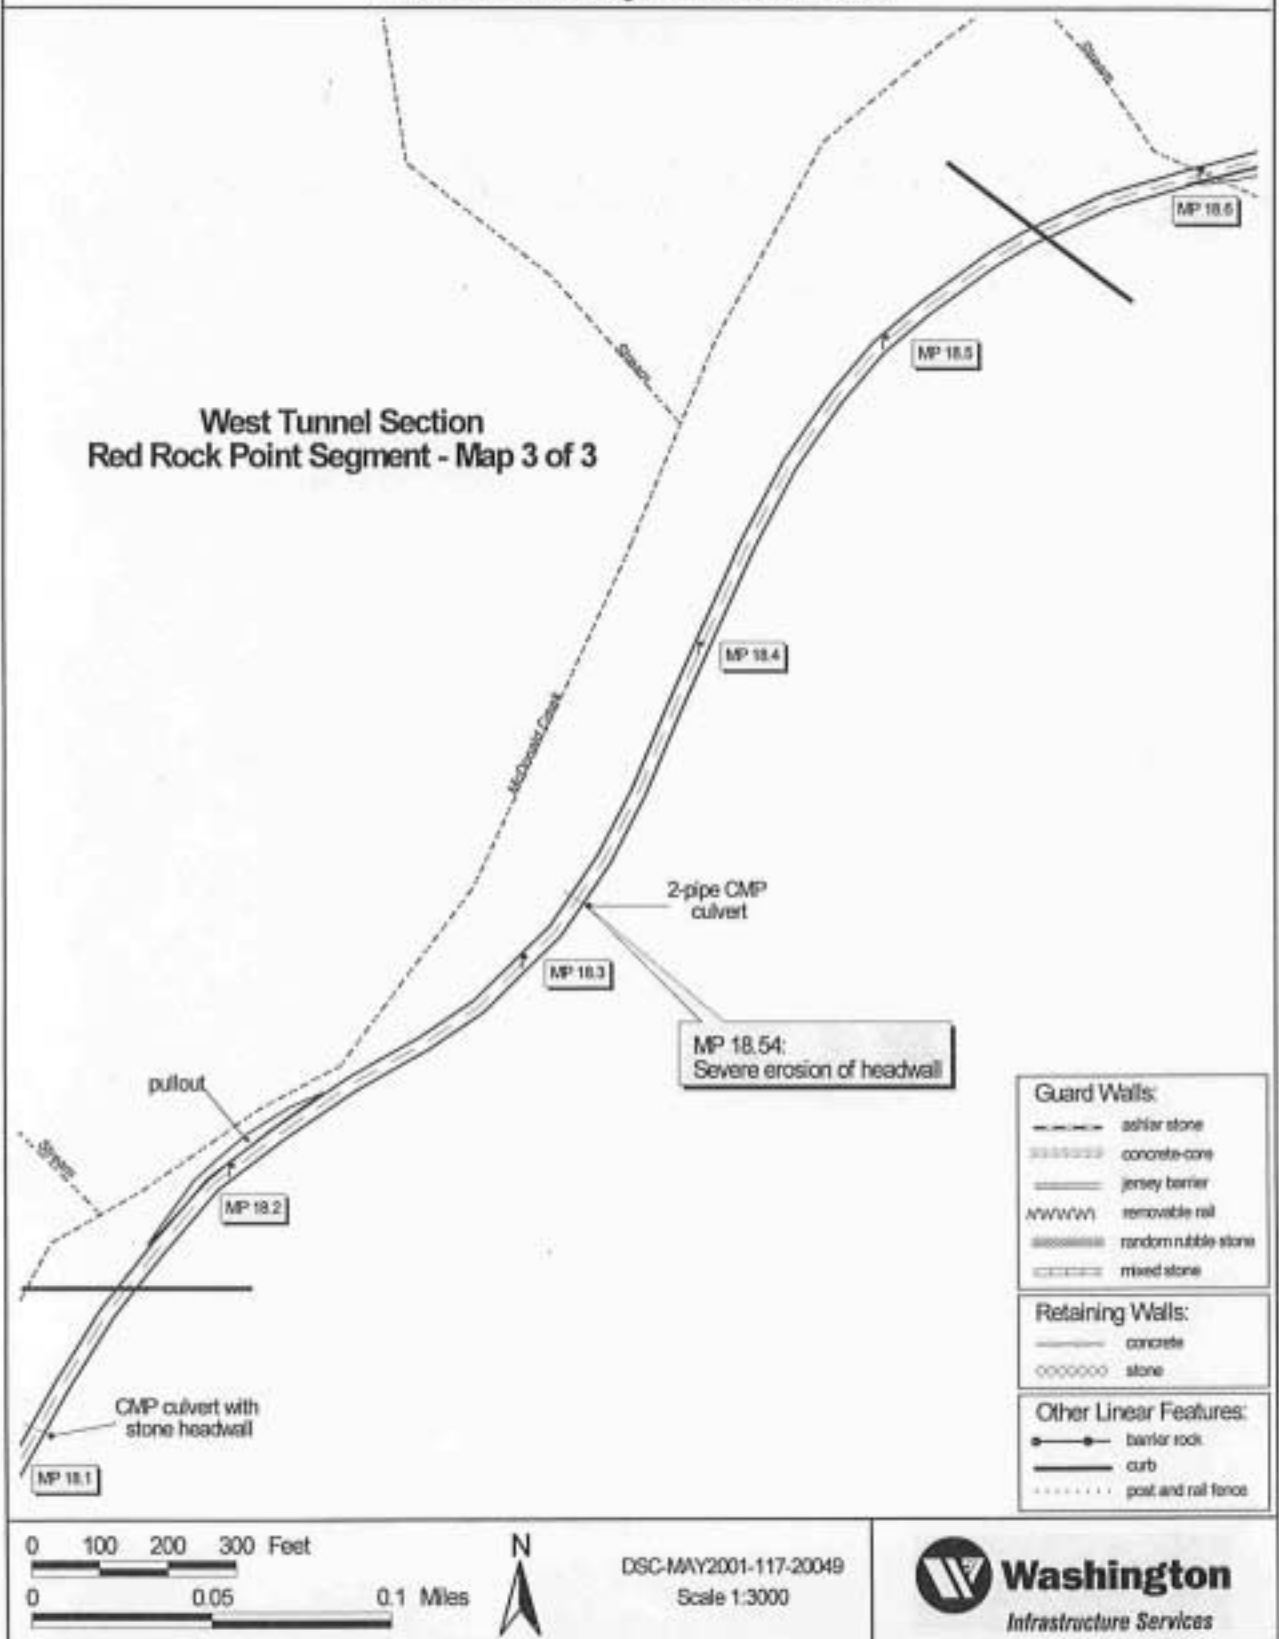 Stream
MP 18.6
MP 18.5
Stream
West Tunnel Section
Red Rock Point Segment - Map 3 of 3
MP 18.4
McDonald Creek
2-pipe CMP
culvert
MP 18.3
MP 18.54:
Severe erosion of headwall
pullout
Stream
MP 18.2
CMP culvert with
stone headwall
MP 18.1
Guard Walls:
ashlar stone
concrete-core
jersey barrier
removable rail
random rubble stone
mixed stone
Retaining Walls:
concrete
stone
Other Linear Features:
barrier rock
curb
post and rail fence
0 100 200 300 Feet
0 0.05 0.1 Miles
N
DSC-MAY2001-117-20049
Scale 1:3000
Washington
Infrastructure Services